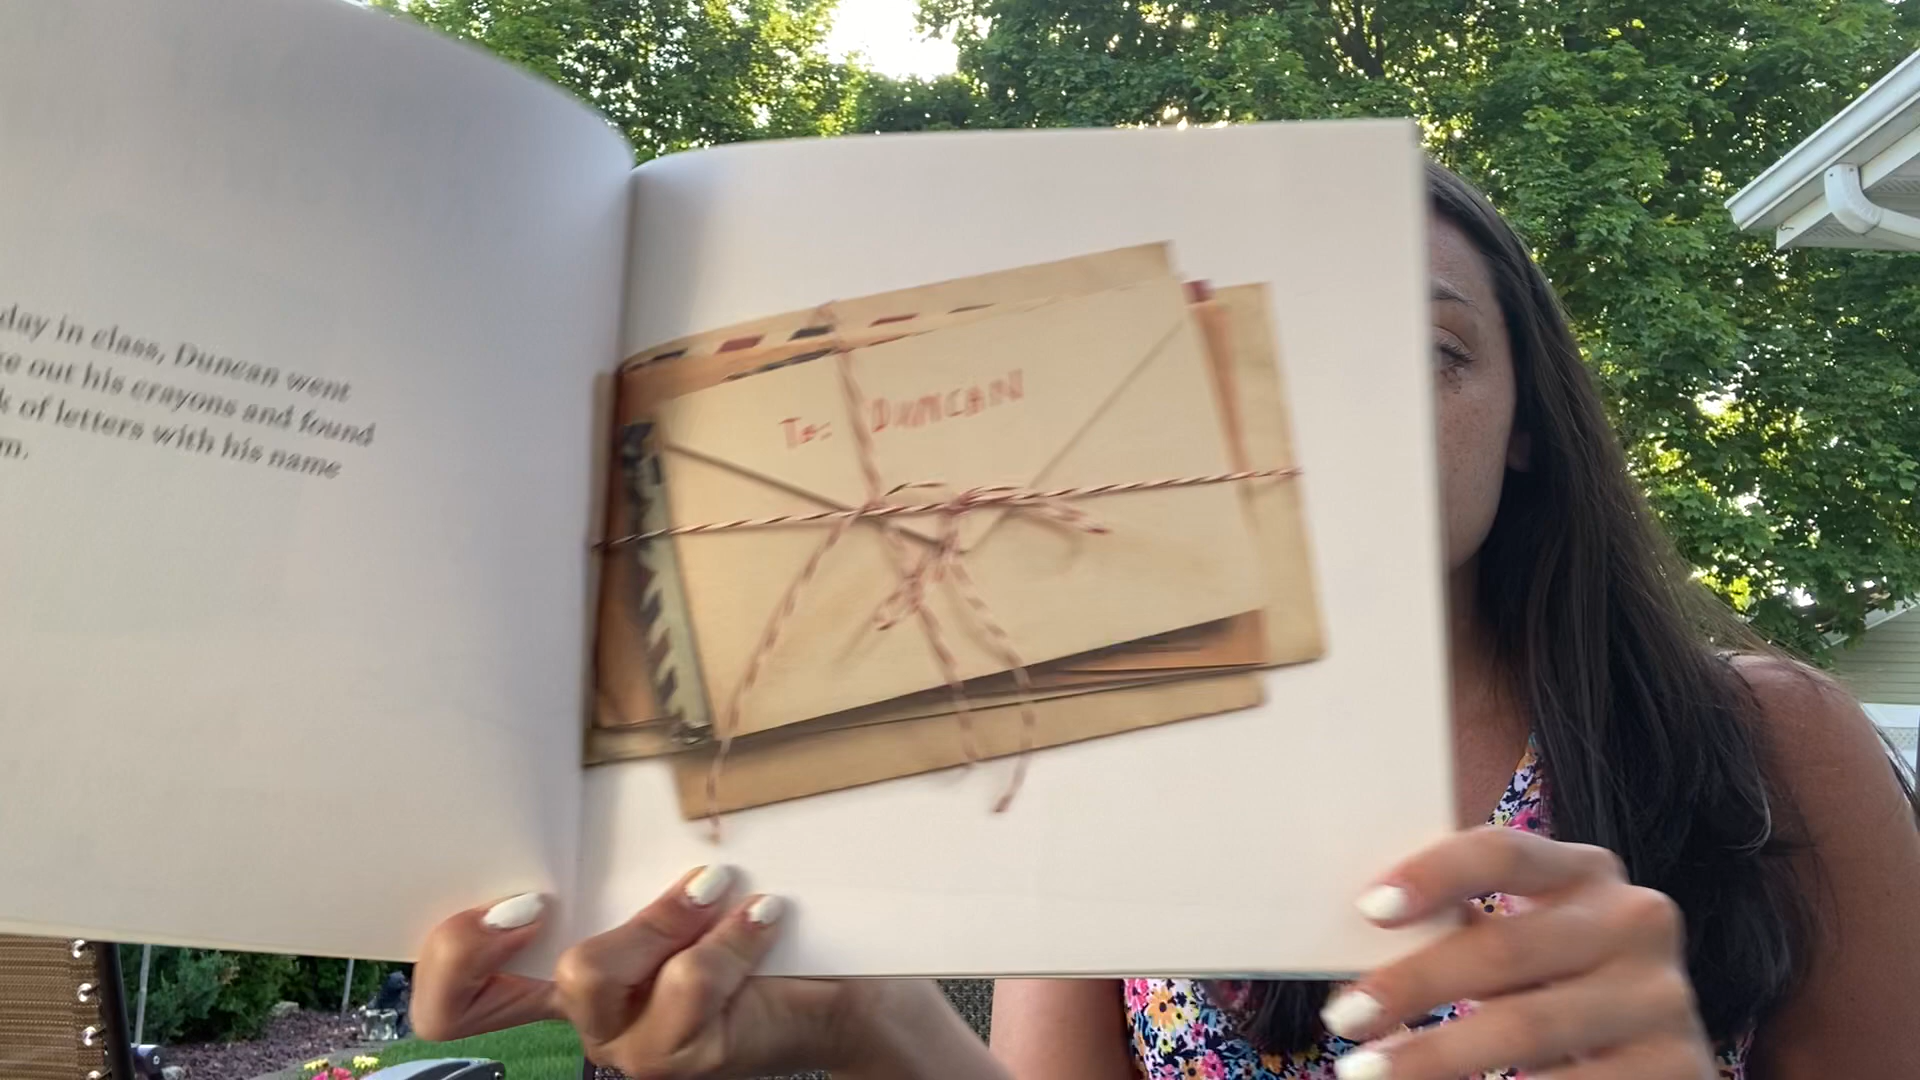 day in class, Duncan went
out his crayons and found
of letters with his name
To: DUNCAN